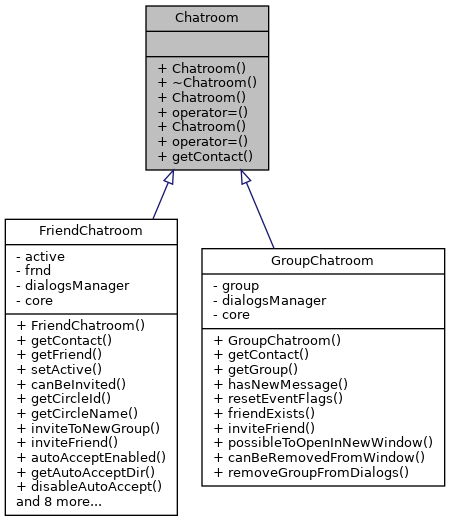 Chatroom
+ Chatroom()
+ ~Chatroom()
+ Chatroom()
+ operator=()
+ Chatroom()
+ operator=()
+ getContact()
FriendChatroom
- active
- frnd
- dialogsManager
- core
+ FriendChatroom()
+ getContact()
+ getFriend()
+ setActive()
+ canBeInvited()
+ getCircleId()
+ getCircleName()
+ inviteToNewGroup()
+ inviteFriend()
+ autoAcceptEnabled()
+ getAutoAcceptDir()
+ disableAutoAccept()
and 8 more...
GroupChatroom
- group
- dialogsManager
- core
+ GroupChatroom()
+ getContact()
+ getGroup()
+ hasNewMessage()
+ resetEventFlags()
+ friendExists()
+ inviteFriend()
+ possibleToOpenInNewWindow()
+ canBeRemovedFromWindow()
+ removeGroupFromDialogs()